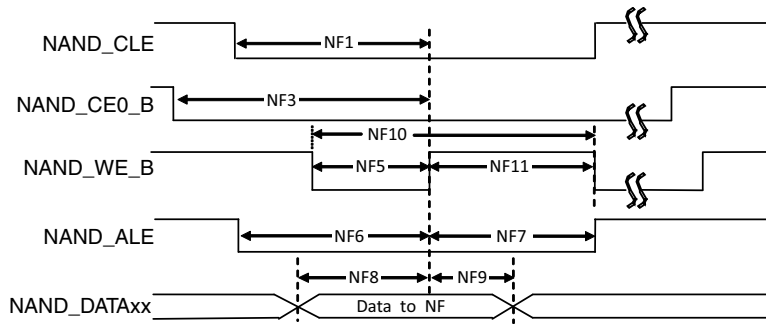 NAND_CLE
NF1
NAND_CE0_B
NF3
NF10
NAND_WE_B
NF5
NF11
NAND_ALE
NF6
NF7
NF8
NF9
NAND_DATAxx
Data to NF